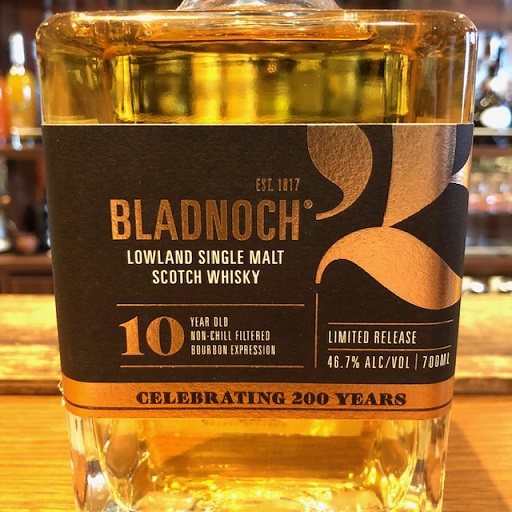 EST. 1817
BLADNOCH®
LOWLAND SINGLE MALT
SCOTCH WHISKY
10 YEAR OLD
NON-CHILL FILTERED
BOURBON EXPRESSION
LIMITED RELEASE
46.7% ALC/VOL | 700ML
CELEBRATING 200 YEARS